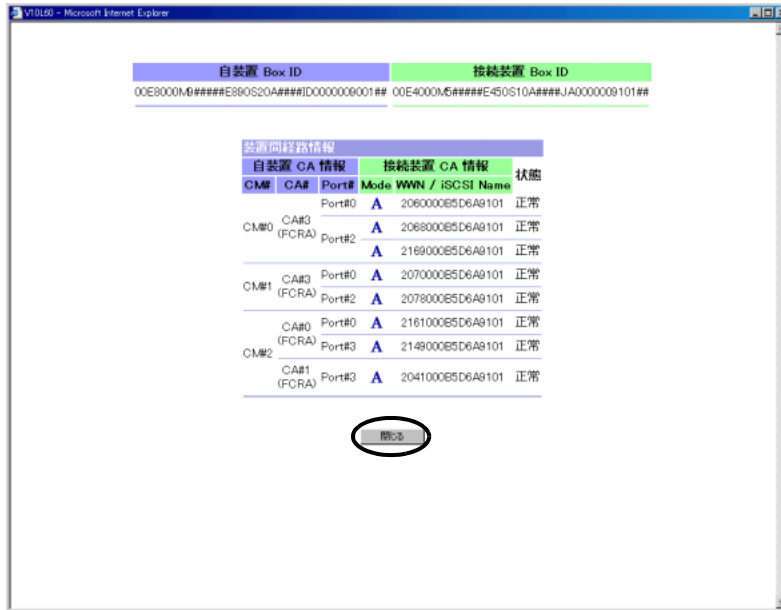 V10L60 - Microsoft Internet Explorer
自装置 Box ID 接続装置 Box ID
00E8000M9#####E890S20A####ID0000009001## 00E4000M5#####E450S10A####JA0000009101##
装置間経路情報
自装置 CA 情報 接続装置 CA 情報 状態
CM# CA# Port# Mode WWN / iSCSI Name
CM#0 CA#3 (FCRA) Port#0 A 2060000B5D6A9101 正常
Port#2 A 2068000B5D6A9101 正常
A 2169000B5D6A9101 正常
CM#1 CA#3 (FCRA) Port#0 A 2070000B5D6A9101 正常
Port#2 A 2078000B5D6A9101 正常
CM#2 CA#0 (FCRA) Port#0 A 2161000B5D6A9101 正常
Port#3 A 2149000B5D6A9101 正常
CA#1 (FCRA) Port#3 A 2041000B5D6A9101 正常
閉じる